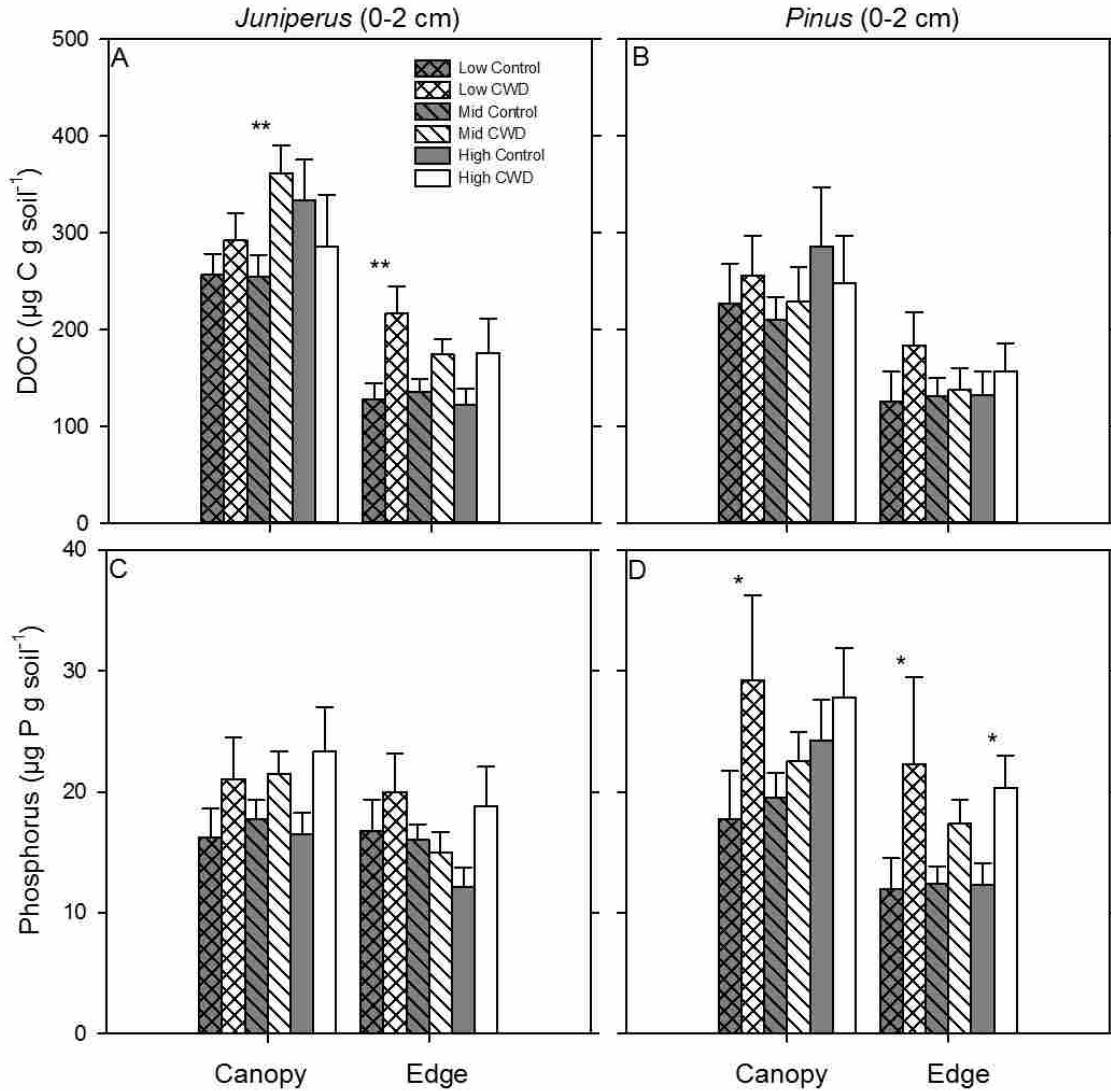 Juniperus (0-2 cm)
Pinus (0-2 cm)
A
B
Low Control
Low CWD
Mid Control
Mid CWD
High Control
High CWD
**
**
500
400
300
200
100
0
DOC (µg C g soil⁻¹)
C
D
*
*
*
40
30
20
10
0
Phosphorus (µg P g soil⁻¹)
Canopy
Edge
Canopy
Edge